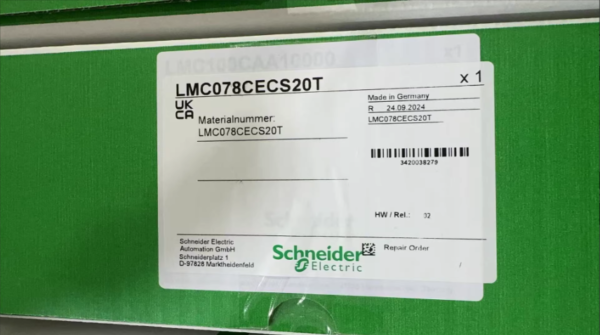 LMC078CECS20T
x 1
UK
CA
Materialnummer:
LMC078CECS20T
Made in Germany
R 24.09.2024
LMC078CECS20T
3420038279
HW / Rel.: 02
Schneider Electric
Automation GmbH
Schneiderplatz 1
D-97828 Marktheidenfeld
Schneider
Electric
Repair Order
/